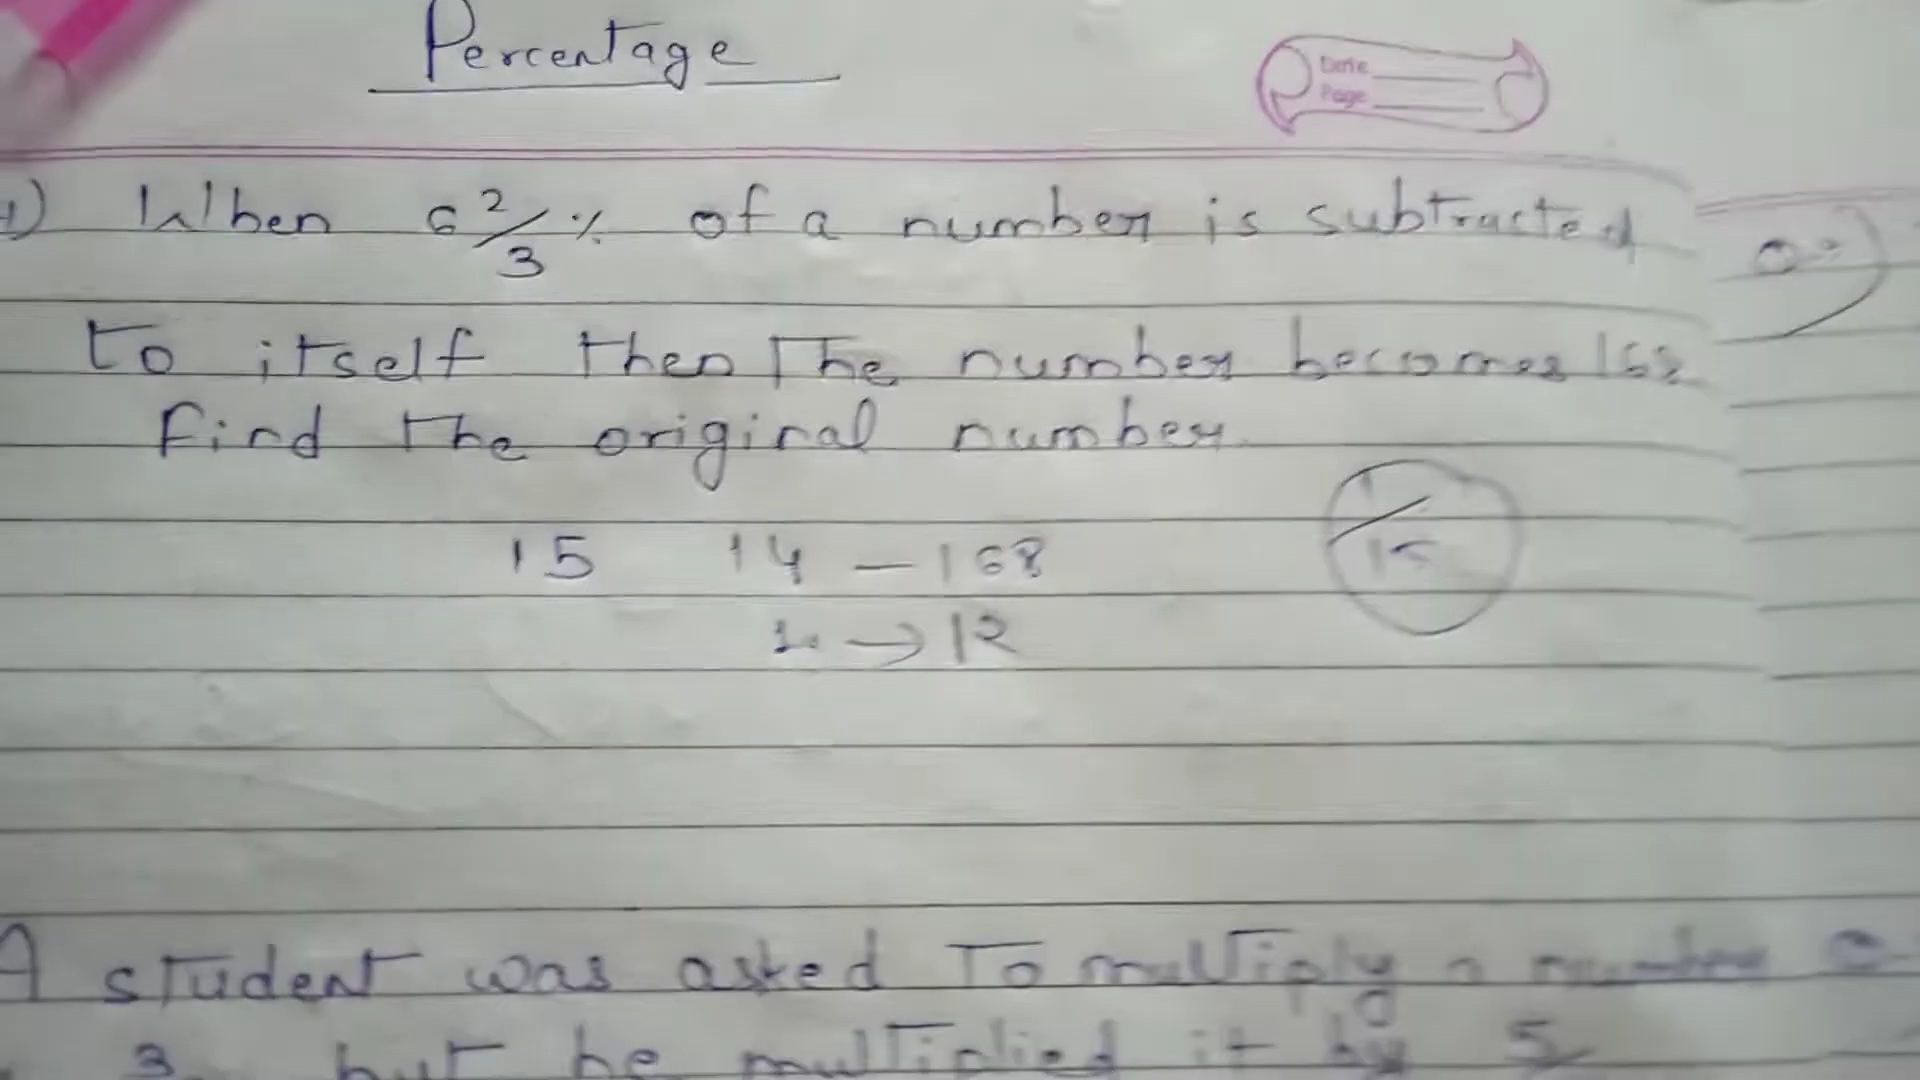 Percentage
Date
Page
1) When 6 2/3 % of a number is subtracted
to itself then The number becomes 168
Find the original number.
1/15
15 14 — 168
1 → 12
A student was asked To multiply a number
3 but he multiplied it by 5